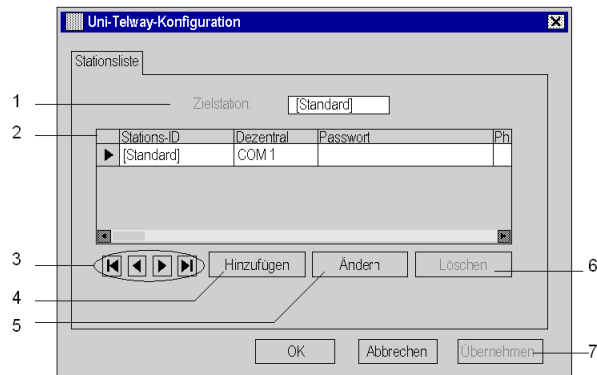 Uni-Telway-Konfiguration
Stationsliste
1
Zielstation:
[Standard]
2
Stations-ID Dezentral Passwort Ph
[Standard] COM 1
3
Hinzufügen Ändern Löschen
6
4
5
OK Abbrechen Übernehmen
7